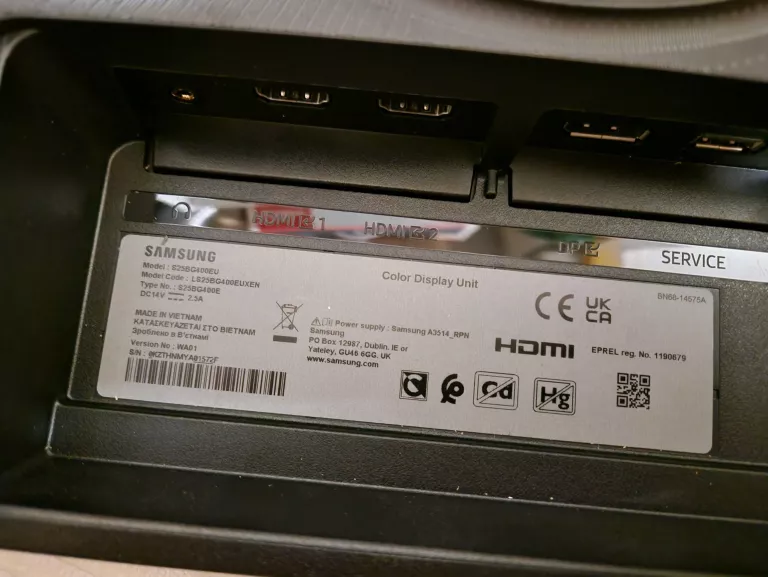 HDMI 1
HDMI 2
DP
SERVICE
SAMSUNG
Model : S25BG400EU
Model Code : LS25BG400EUXEN
Type No. : S25BG400E
DC14V ⎓ 2.5A
MADE IN VIETNAM
ΚΑΤΑΣΚΕΥΑΖΕΤΑΙ ΣΤΟ ΒΙΕΤΝΑΜ
Зроблено в В'єтнамі
Version No : WA01
S/N : 0KZTHNMYA01572F
Color Display Unit
Power supply : Samsung A3514_RPN
Samsung
PO Box 12987, Dublin. IE or
Yateley, GU46 6GG. UK
www.samsung.com
CE UK CA
BN68-14575A
HDMI
EPREL reg. No. 1190679
Cd
Hg